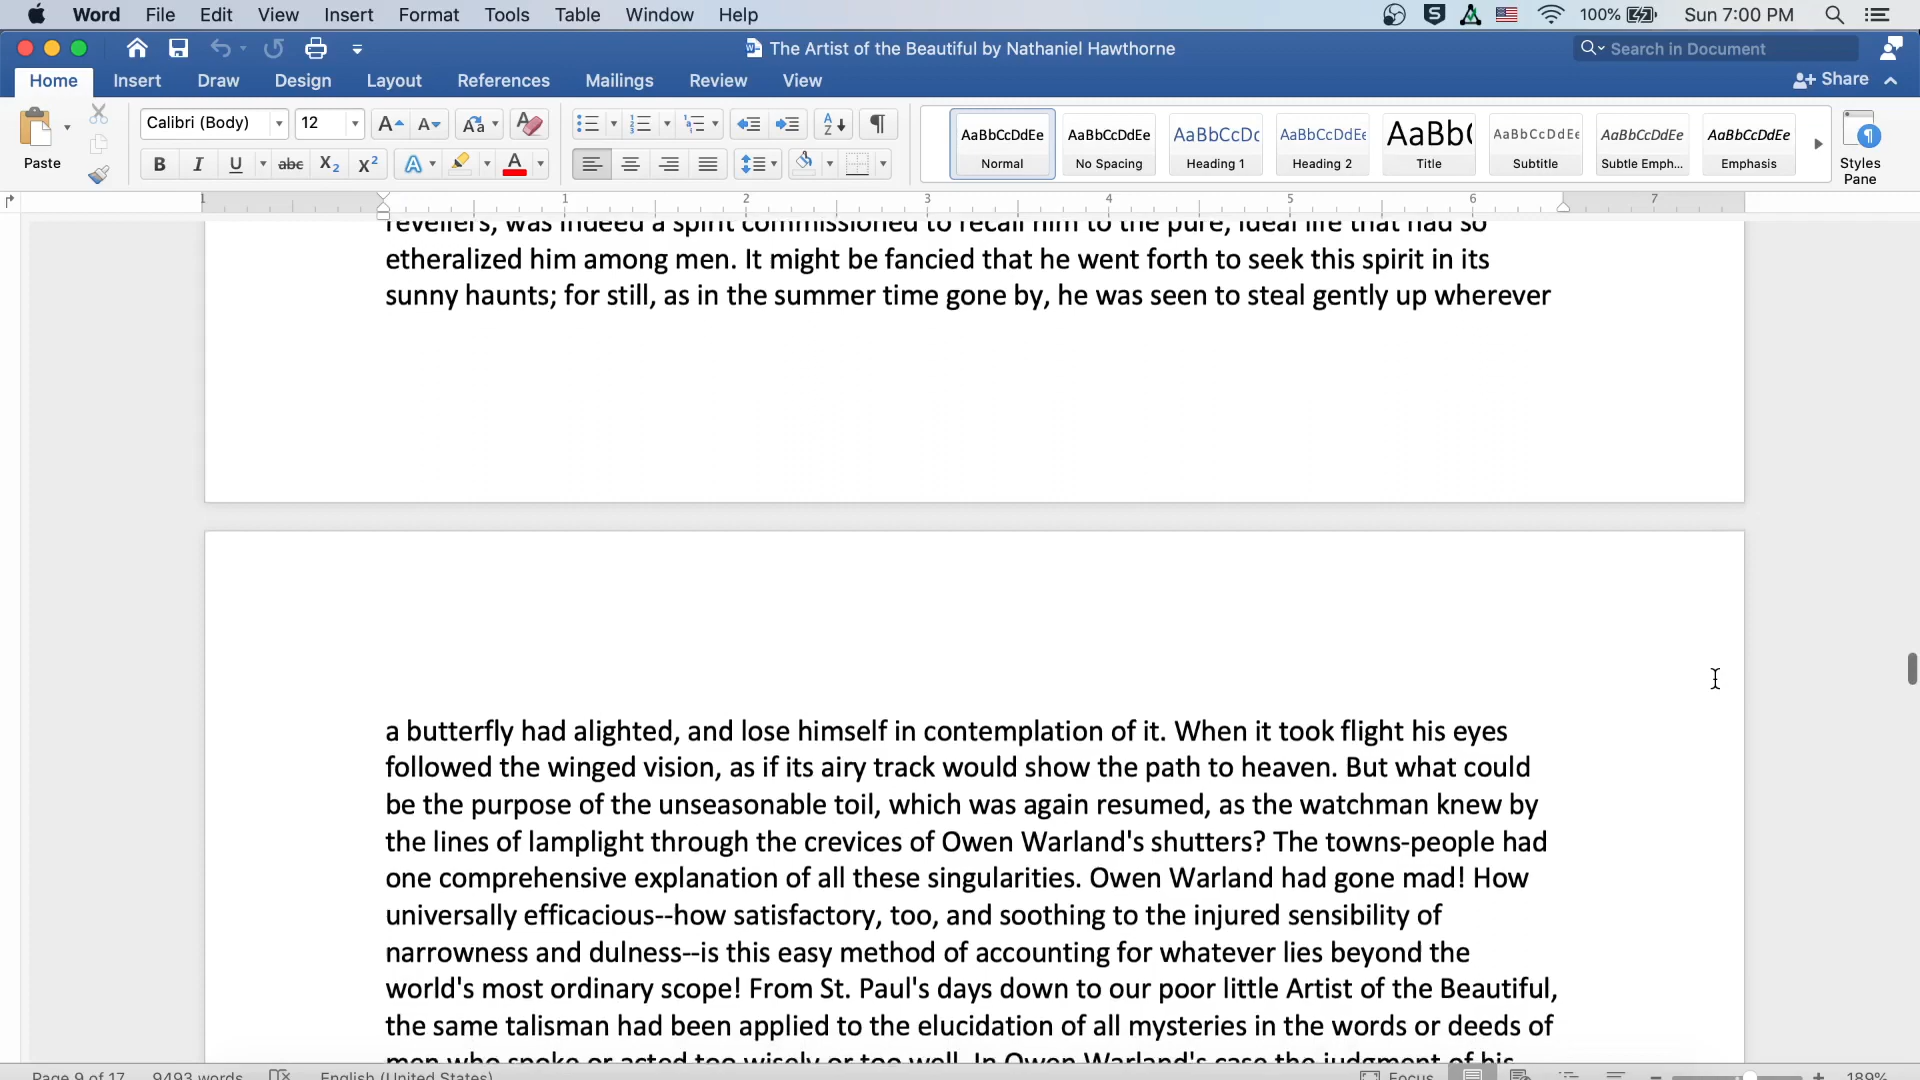 Word File Edit View Insert Format Tools Table Window Help 100% Sun 7:00 PM
The Artist of the Beautiful by Nathaniel Hawthorne
Search in Document
Home Insert Draw Design Layout References Mailings Review View Share
Calibri (Body) 12
Paste
AaBbCcDdEe Normal
AaBbCcDdEe No Spacing
AaBbCcDc Heading 1
AaBbCcDdEe Heading 2
AaBb( Title
AaBbCcDdEe Subtitle
AaBbCcDdEe Subtle Emph...
AaBbCcDdEe Emphasis
Styles Pane
1 1 2 3 4 5 6 7
revellers, was indeed a spirit commissioned to recall him to the pure, ideal life that had so
etheralized him among men. It might be fancied that he went forth to seek this spirit in its
sunny haunts; for still, as in the summer time gone by, he was seen to steal gently up wherever
a butterfly had alighted, and lose himself in contemplation of it. When it took flight his eyes
followed the winged vision, as if its airy track would show the path to heaven. But what could
be the purpose of the unseasonable toil, which was again resumed, as the watchman knew by
the lines of lamplight through the crevices of Owen Warland's shutters? The towns-people had
one comprehensive explanation of all these singularities. Owen Warland had gone mad! How
universally efficacious--how satisfactory, too, and soothing to the injured sensibility of
narrowness and dulness--is this easy method of accounting for whatever lies beyond the
world's most ordinary scope! From St. Paul's days down to our poor little Artist of the Beautiful,
the same talisman had been applied to the elucidation of all mysteries in the words or deeds of
men who spoke or acted too wisely or too well. In Owen Warland's case the judgment of his
Page 9 of 17 9493 words English (United States) Focus 189%